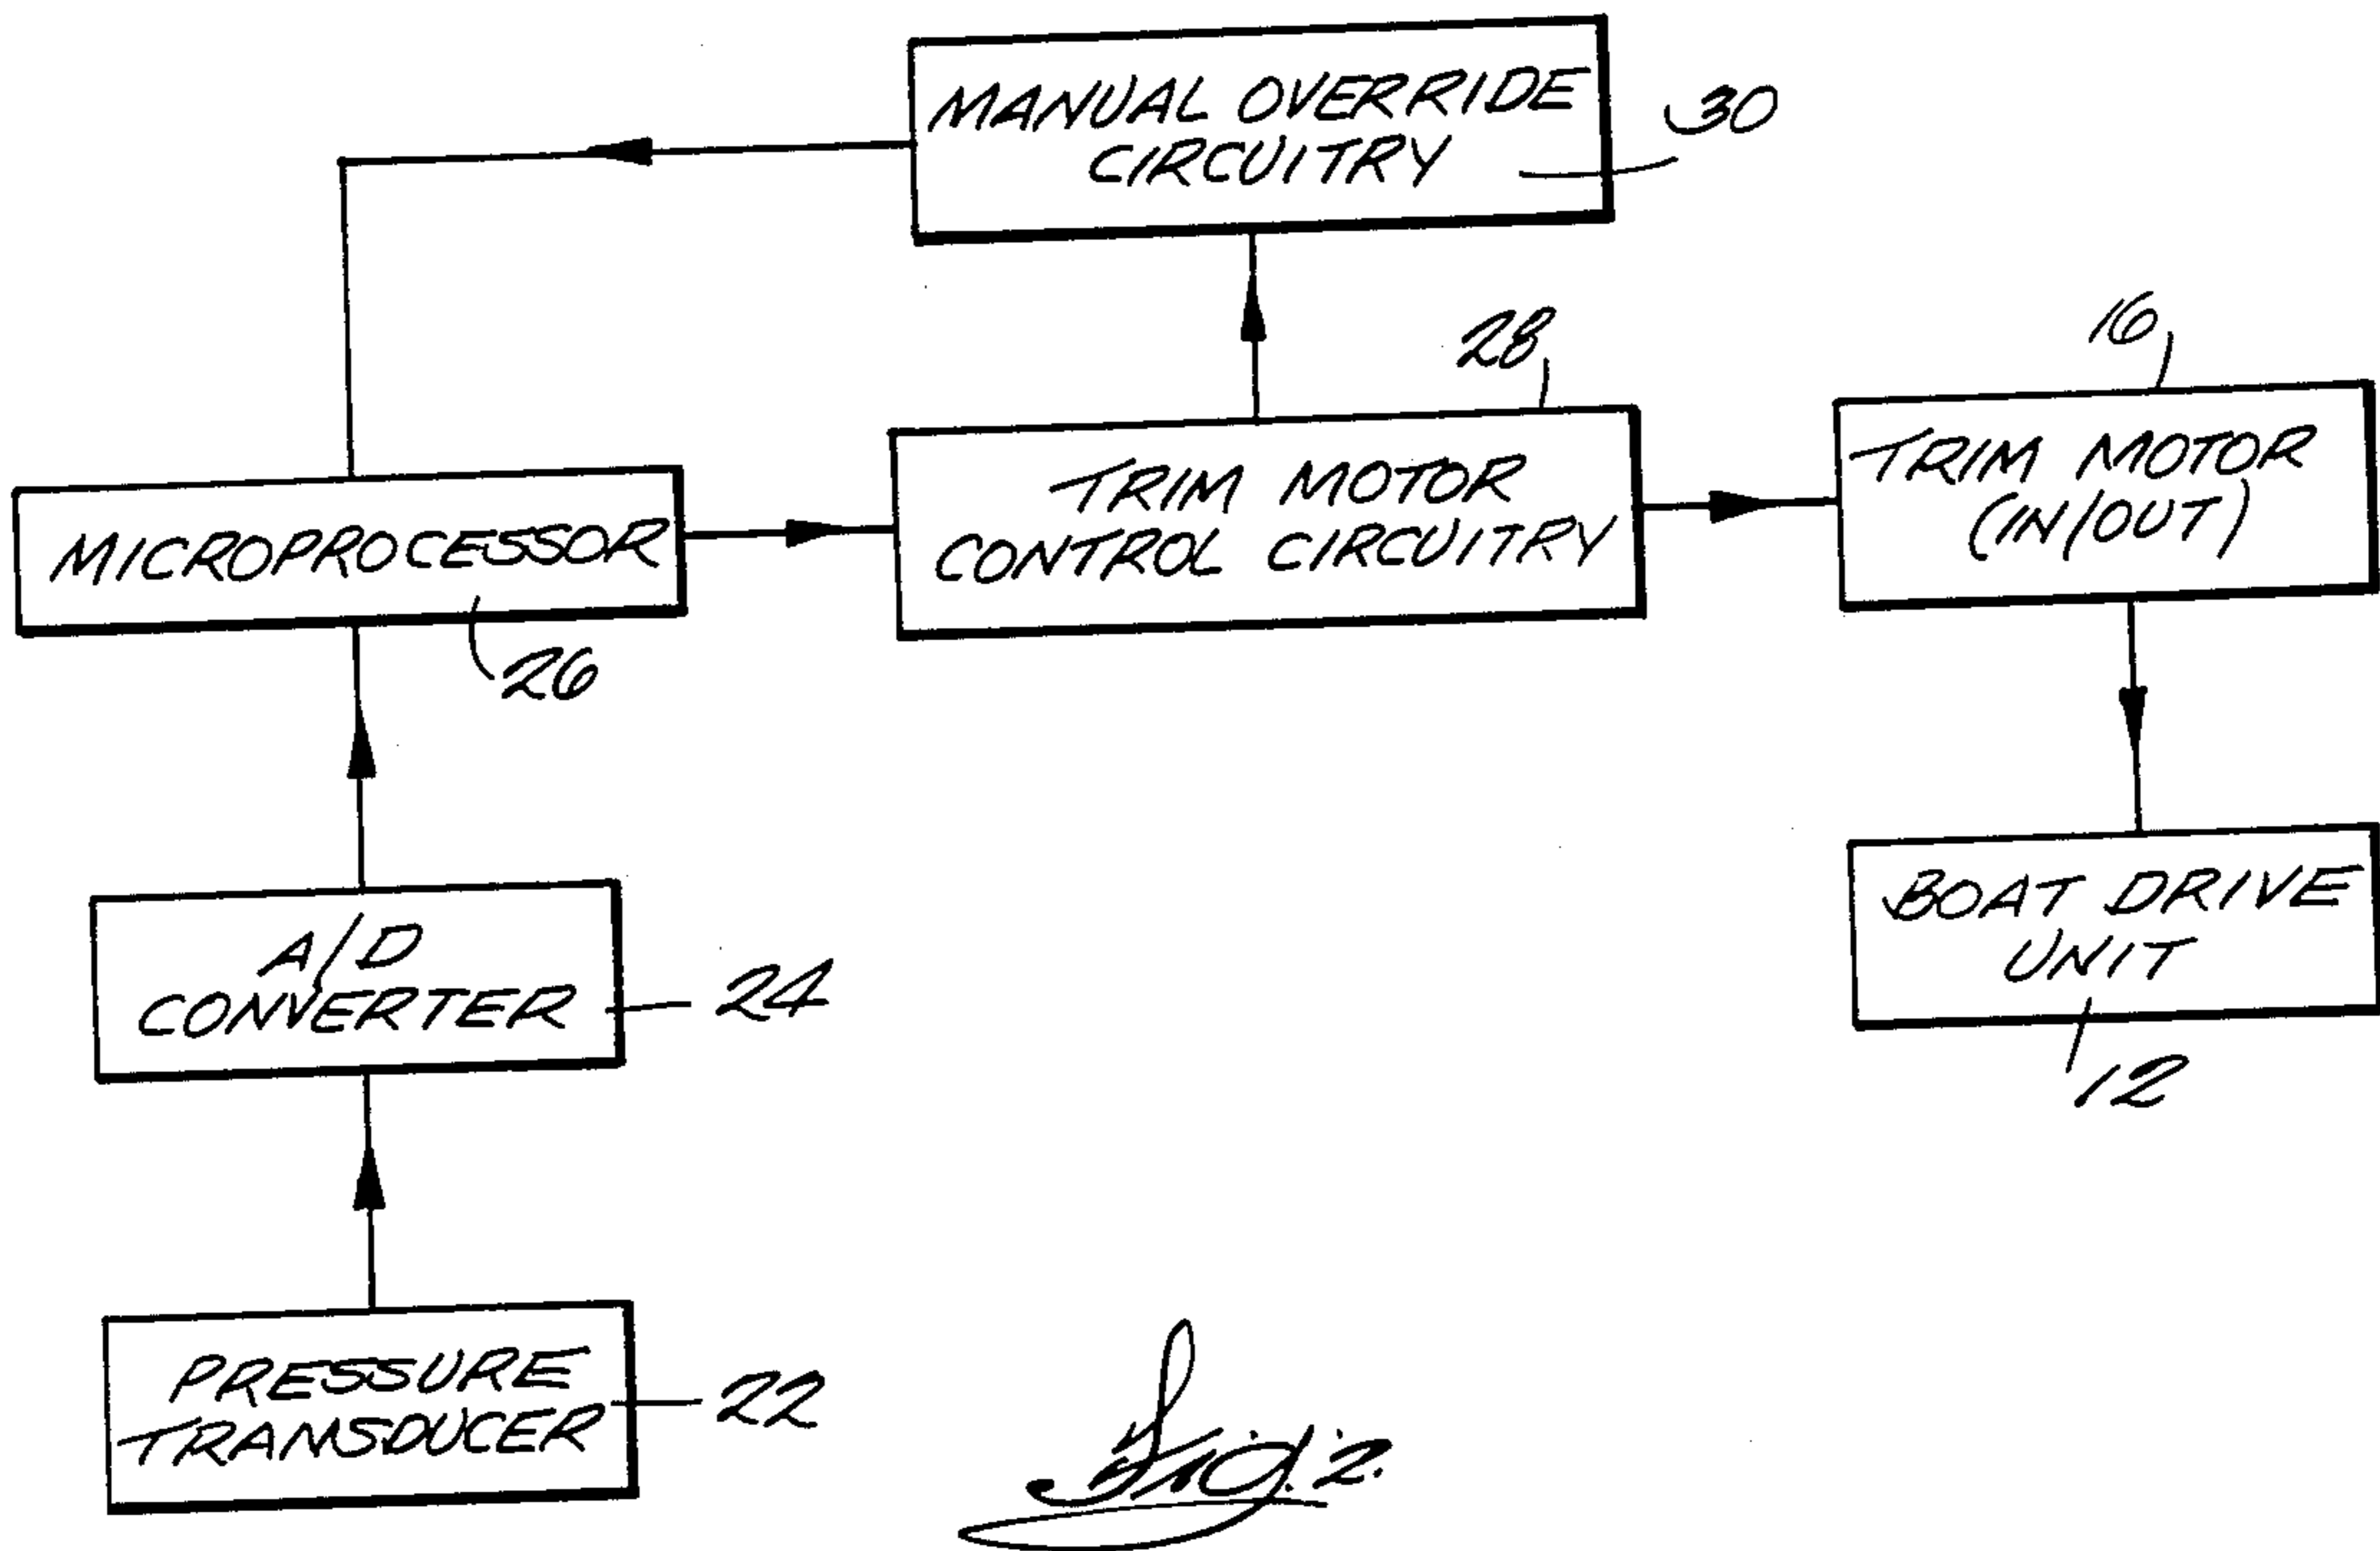 MANUAL OVERRIDE
CIRCUITRY
30
28
16
TRIM MOTOR
CONTROL CIRCUITRY
TRIM MOTOR
(IN/OUT)
MICROPROCESSOR
26
BOAT DRIVE
UNIT
12
A/D
CONVERTER
24
PRESSURE
TRANSDUCER
22
Fig. 2.